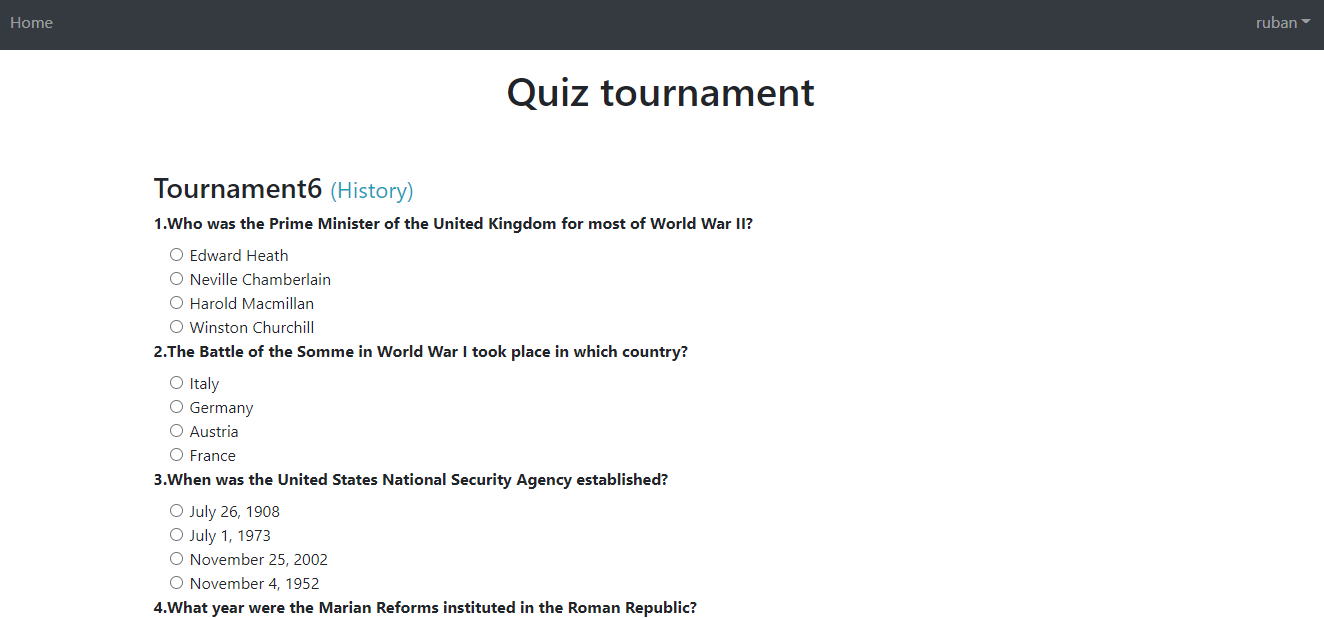 Home
ruban
Quiz tournament
Tournament6 (History)
1.Who was the Prime Minister of the United Kingdom for most of World War II?
Edward Heath
Neville Chamberlain
Harold Macmillan
Winston Churchill
2.The Battle of the Somme in World War I took place in which country?
Italy
Germany
Austria
France
3.When was the United States National Security Agency established?
July 26, 1908
July 1, 1973
November 25, 2002
November 4, 1952
4.What year were the Marian Reforms instituted in the Roman Republic?